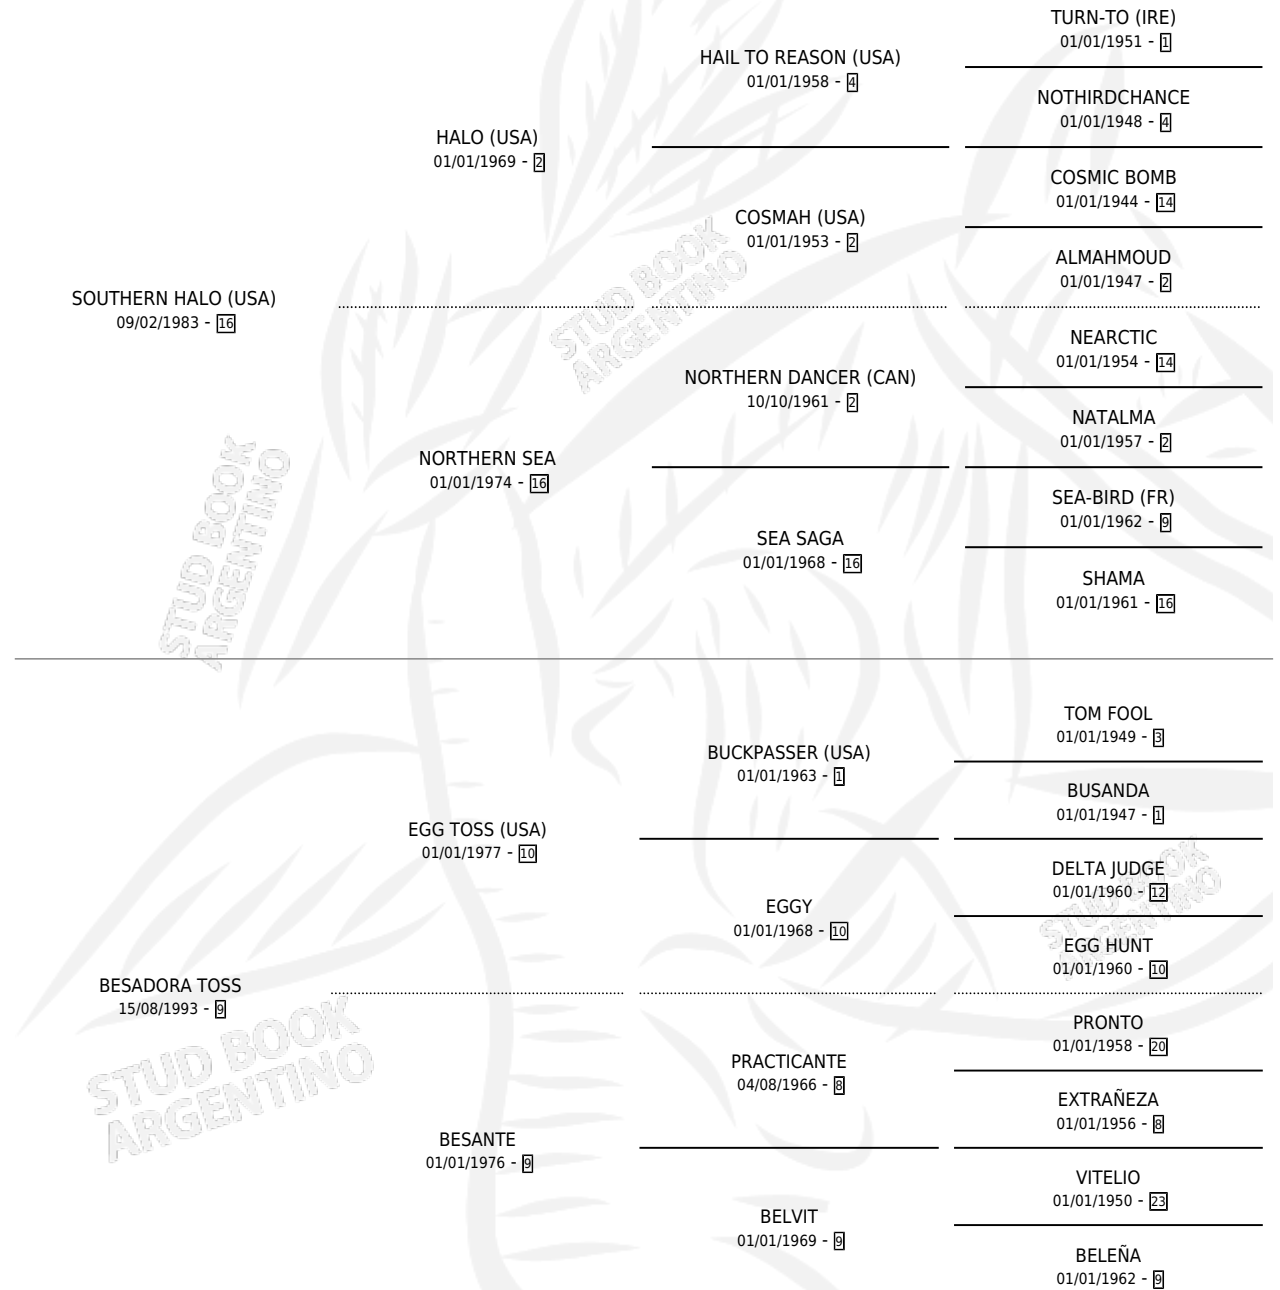 TURN-TO (IRE)
01/01/1951 - 1
HAIL TO REASON (USA)
01/01/1958 - 4
NOTHIRDCHANCE
01/01/1948 - 4
HALO (USA)
01/01/1969 - 2
COSMIC BOMB
01/01/1944 - 14
COSMAH (USA)
01/01/1953 - 2
ALMAHMOUD
01/01/1947 - 2
SOUTHERN HALO (USA)
09/02/1983 - 16
NEARCTIC
01/01/1954 - 14
NORTHERN DANCER (CAN)
10/10/1961 - 2
NATALMA
01/01/1957 - 2
NORTHERN SEA
01/01/1974 - 16
SEA-BIRD (FR)
01/01/1962 - 9
SEA SAGA
01/01/1968 - 16
SHAMA
01/01/1961 - 16
TOM FOOL
01/01/1949 - 3
BUCKPASSER (USA)
01/01/1963 - 1
BUSANDA
01/01/1947 - 1
EGG TOSS (USA)
01/01/1977 - 10
DELTA JUDGE
01/01/1960 - 12
EGGY
01/01/1968 - 10
EGG HUNT
01/01/1960 - 10
BESADORA TOSS
15/08/1993 - 9
PRONTO
01/01/1958 - 20
PRACTICANTE
04/08/1966 - 8
EXTRAÑEZA
01/01/1956 - 8
BESANTE
01/01/1976 - 9
VITELIO
01/01/1950 - 23
BELVIT
01/01/1969 - 9
BELEÑA
01/01/1962 - 9
STUD BOOK
ARGENTINO
STUD BOOK
ARGENTINO
STUD BOOK
ARGENTINO
STUD BOOK
ARGENTINO